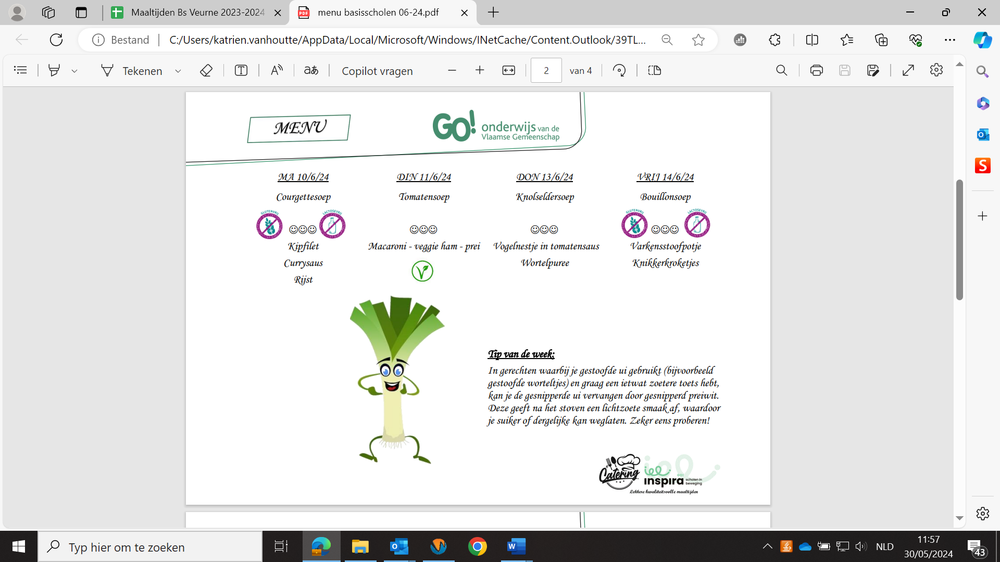 Maaltijden Bs Veurne 2023-2024
menu basisscholen 06-24.pdf
Bestand
C:/Users/katrien.vanhoutte/AppData/Local/Microsoft/Windows/INetCache/Content.Outlook/39TL...
Tekenen
Copilot vragen
2
van 4
MENU
GO! onderwijs van de
Vlaamse Gemeenschap
MA 10/6/24
DIN 11/6/24
DON 13/6/24
VRIJ 14/6/24
Courgettesoep
Tomatensoep
Knolseldersoep
Bouillonsoep
GLUTENVRIJ
LACTOSEVRIJ
GLUTENVRIJ
LACTOSEVRIJ
☺☺☺
☺☺☺
☺☺☺
☺☺☺
Kipfilet
Macaroni - veggie ham - prei
Vogelnestje in tomatensaus
Varkensstoofpotje
Currysaus
Wortelpuree
Knikkerkroketjes
Rijst
Tip van de week:
In gerechten waarbij je gestoofde ui gebruikt (bijvoorbeeld
gestoofde worteltjes) en graag een ietwat zoetere toets hebt,
kan je de gesnipperde ui vervangen door gesnipperd preiwit.
Deze geeft na het stoven een lichtzoete smaak af, waardoor
je suiker of dergelijke kan weglaten. Zeker eens proberen!
Catering
GO!
inspira
scholen in
beweging
Lekkere kwaliteitsvolle maaltijden
Typ hier om te zoeken
NLD
11:57
30/05/2024
43